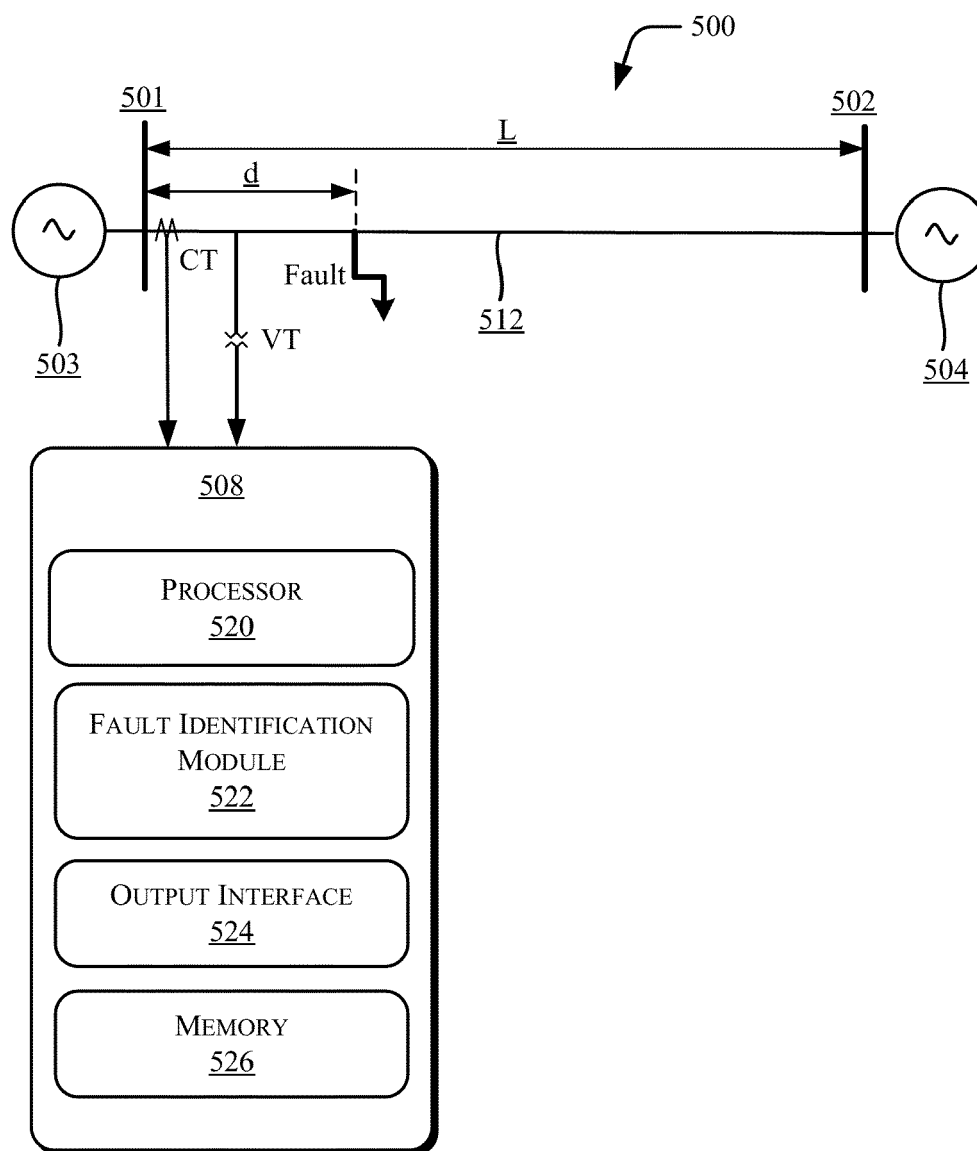 500
501
502
L
d
CT
Fault
VT
512
503
504
508
PROCESSOR
520
FAULT IDENTIFICATION
MODULE
522
OUTPUT INTERFACE
524
MEMORY
526